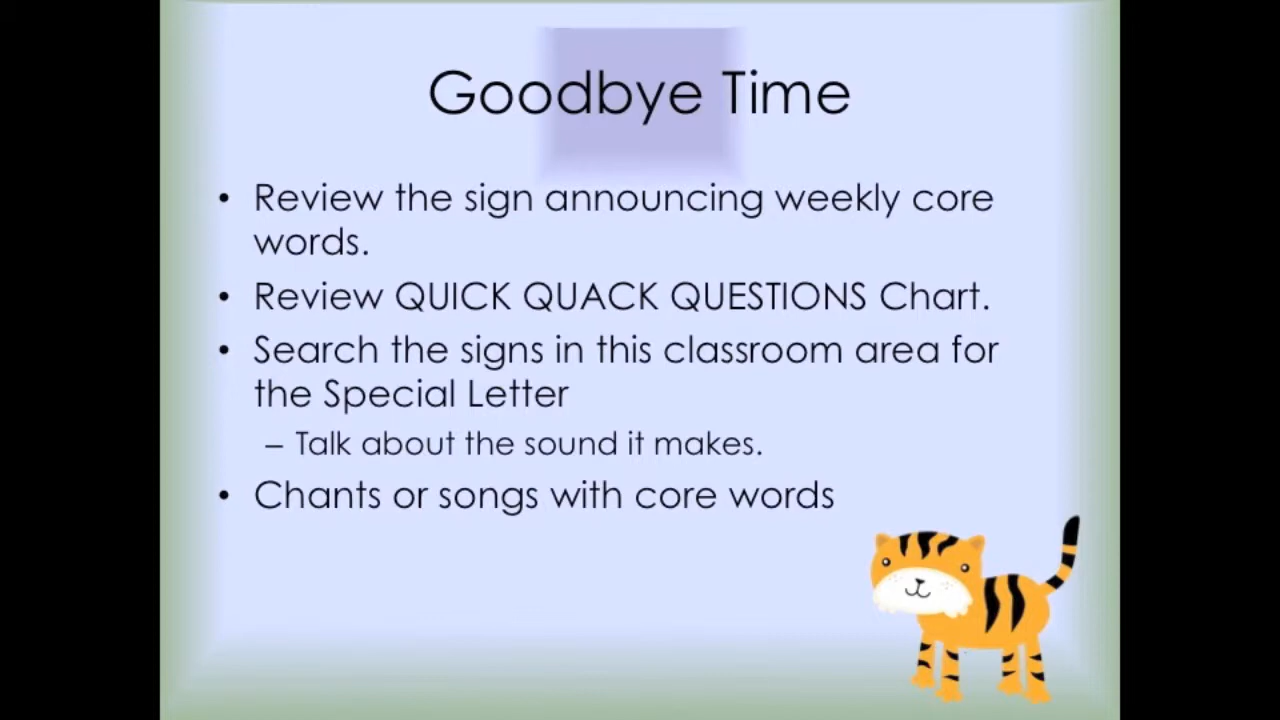 Goodbye Time
• Review the sign announcing weekly core
words.
• Review QUICK QUACK QUESTIONS Chart.
• Search the signs in this classroom area for
the Special Letter
– Talk about the sound it makes.
• Chants or songs with core words